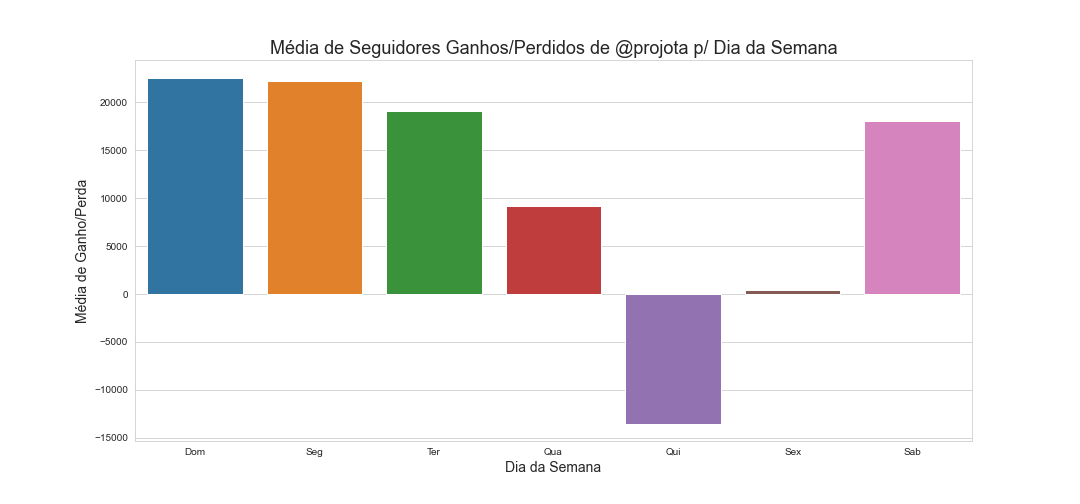 Média de Seguidores Ganhos/Perdidos de @projota p/ Dia da Semana
Média de Ganho/Perda
20000
15000
10000
5000
0
−5000
−10000
−15000
Dom Seg Ter Qua Qui Sex Sab
Dia da Semana